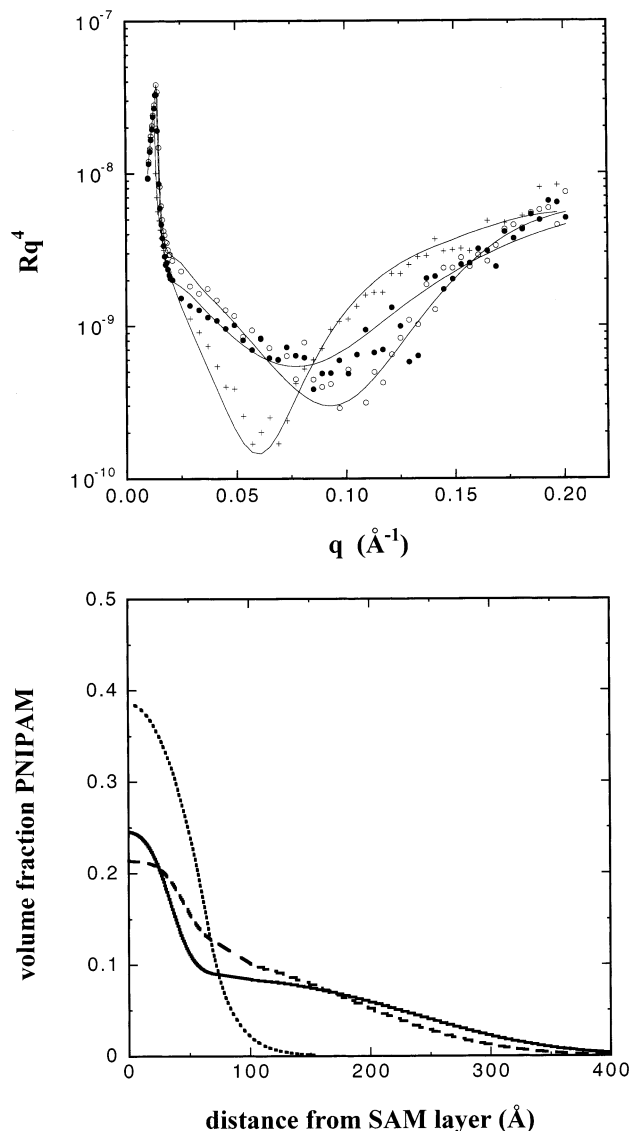 10⁻⁷
10⁻⁸
Rq⁴
10⁻⁹
10⁻¹⁰
0.00 0.05 0.10 0.15 0.20
q (Å⁻¹)
0.5
0.4
0.3
volume fraction PNIPAM
0.2
0.1
0
0 100 200 300 400
distance from SAM layer (Å)